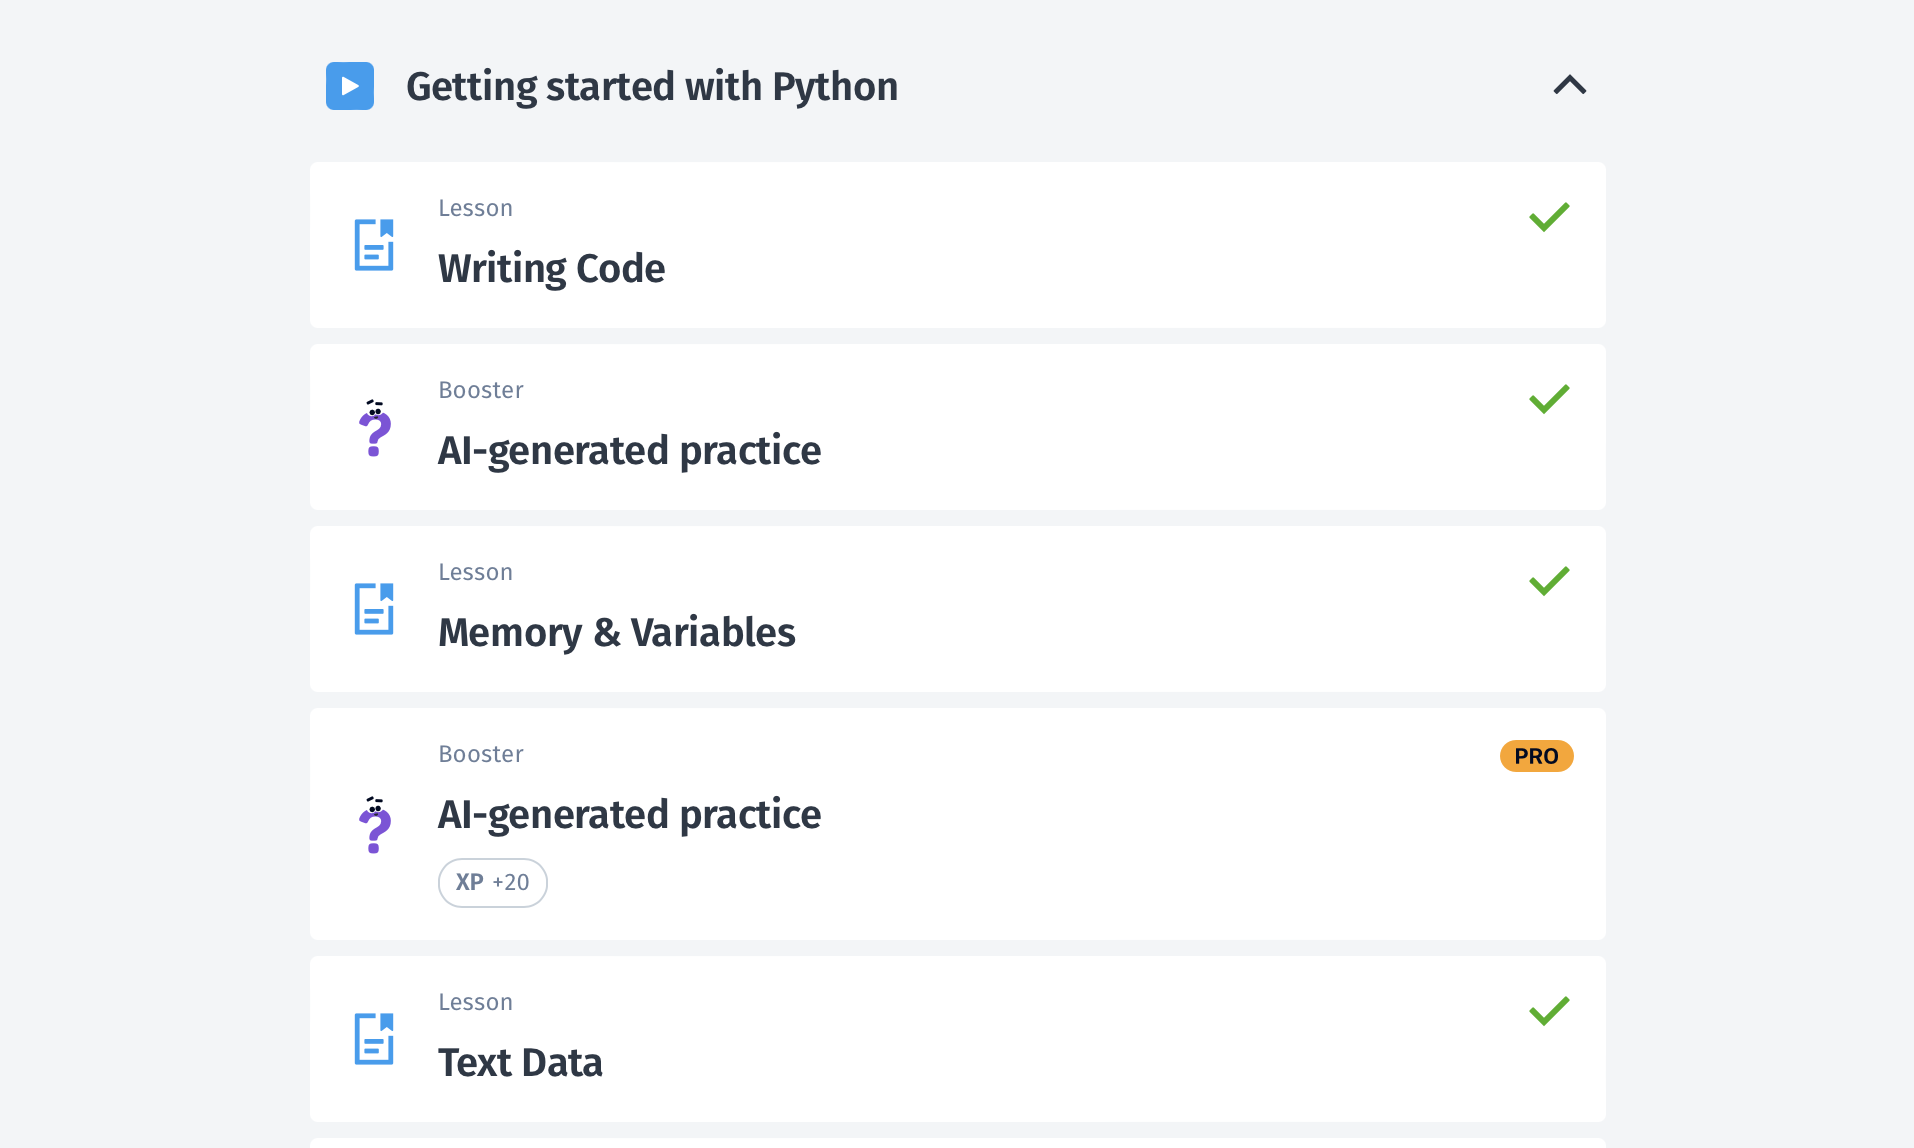 Getting started with Python
Lesson
Writing Code
Booster
AI-generated practice
Lesson
Memory & Variables
Booster
PRO
AI-generated practice
XP +20
Lesson
Text Data